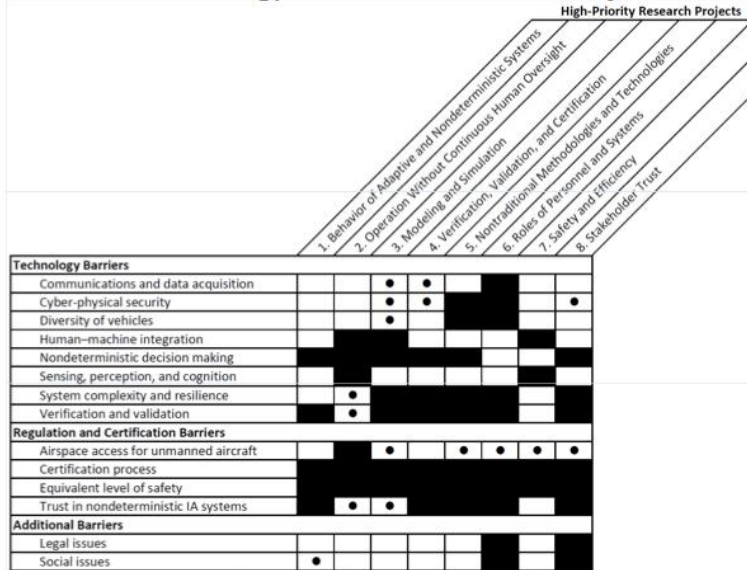 High-Priority Research Projects
1. Behavior of Adaptive and Nondeterministic Systems
2. Operation Without Continuous Human Oversight
3. Modeling and Simulation
4. Verification, Validation, and Certification
5. Nontraditional Methodologies and Technologies
6. Roles of Personnel and Systems
7. Safety and Efficiency
8. Stakeholder Trust
Technology Barriers
Communications and data acquisition
Cyber-physical security
Diversity of vehicles
Human–machine integration
Nondeterministic decision making
Sensing, perception, and cognition
System complexity and resilience
Verification and validation
Regulation and Certification Barriers
Airspace access for unmanned aircraft
Certification process
Equivalent level of safety
Trust in nondeterministic IA systems
Additional Barriers
Legal issues
Social issues